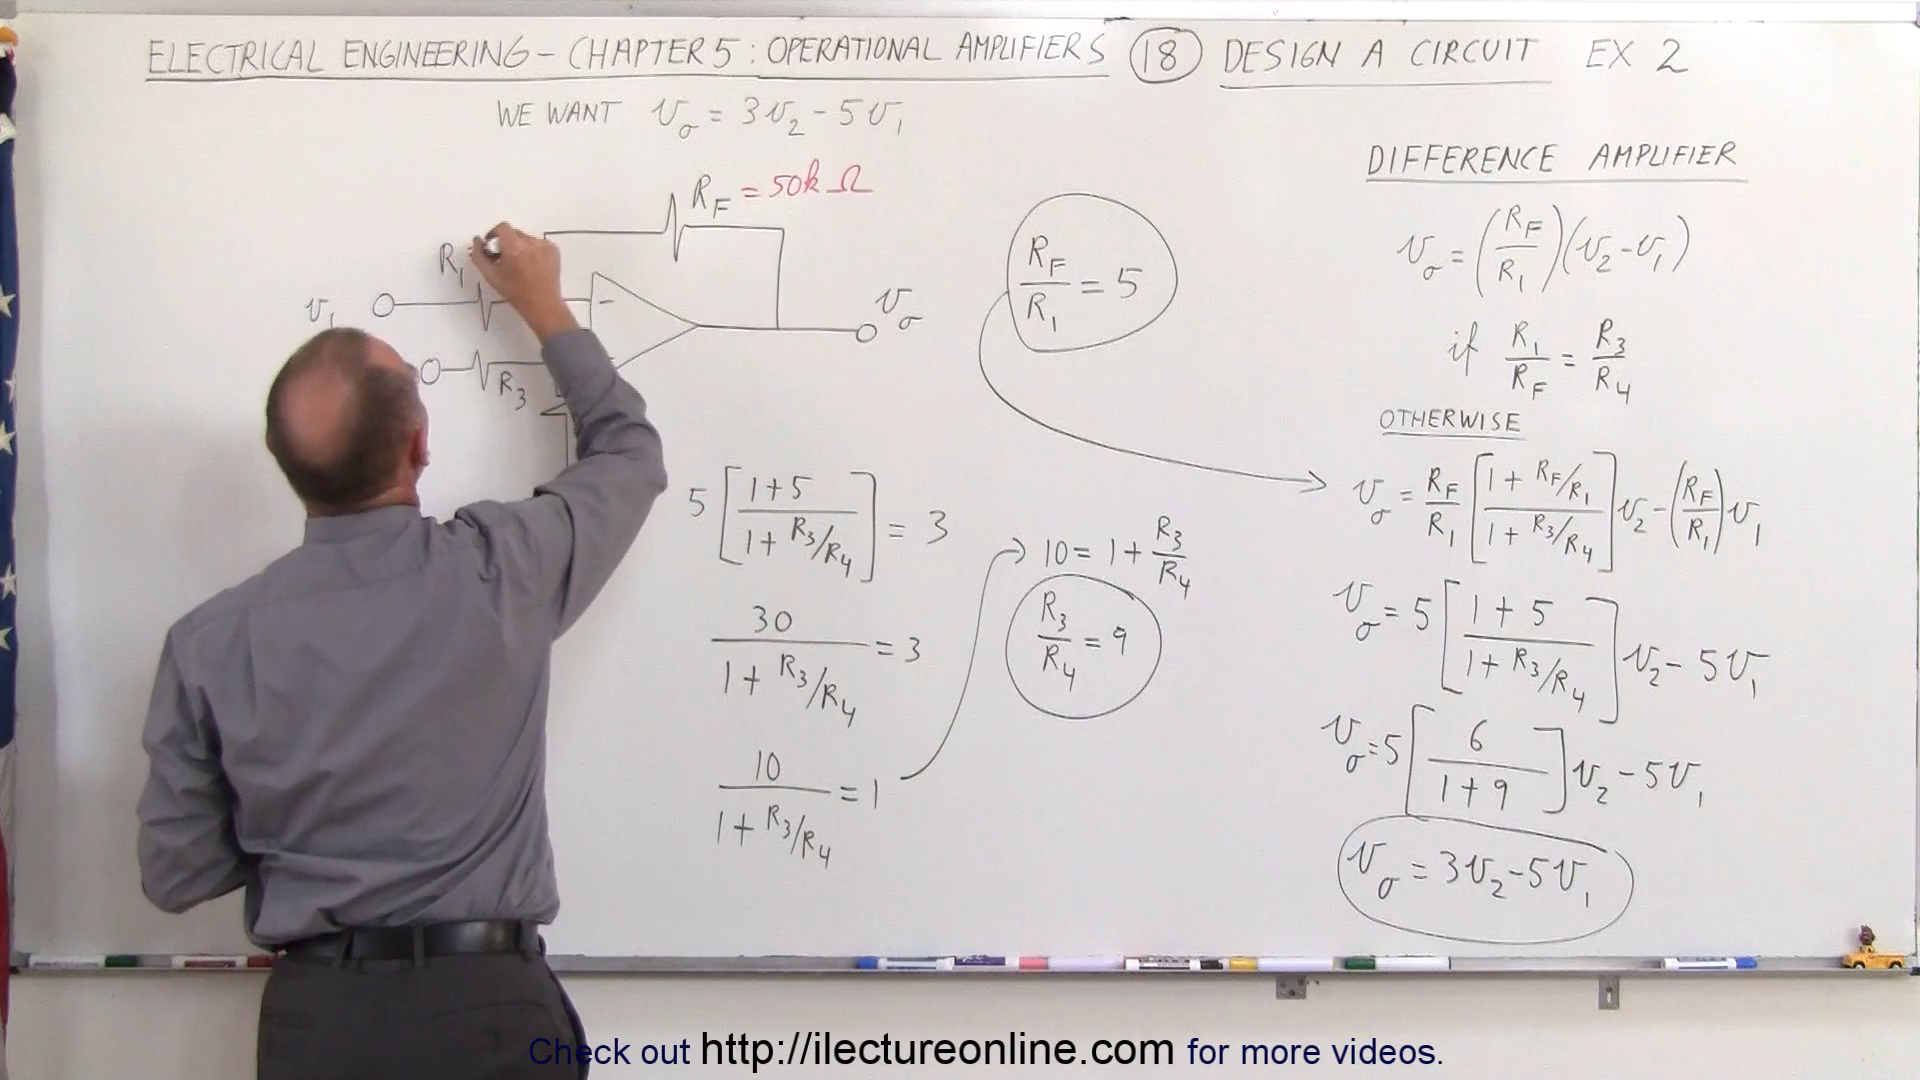 ELECTRICAL ENGINEERING - CHAPTER 5 : OPERATIONAL AMPLIFIERS (18) DESIGN A CIRCUIT EX 2
WE WANT v_o = 3v_2 - 5v_1
R_F = 50k Ω
R_1
v_1
- 
v_o
R_3
5 [ (1+5) / (1 + R_3/R_4) ] = 3
30 / (1 + R_3/R_4) = 3
10 / (1 + R_3/R_4) = 1
R_F / R_1 = 5
10 = 1 + R_3 / R_4
R_3 / R_4 = 9
DIFFERENCE AMPLIFIER
v_o = (R_F / R_1)(v_2 - v_1)
if R_1 / R_F = R_3 / R_4
OTHERWISE
v_o = R_F / R_1 [ (1 + R_F/R_1) / (1 + R_3/R_4) ] v_2 - (R_F / R_1) v_1
v_o = 5 [ (1 + 5) / (1 + R_3/R_4) ] v_2 - 5v_1
v_o = 5 [ 6 / (1 + 9) ] v_2 - 5v_1
v_o = 3v_2 - 5v_1
Check out http://ilectureonline.com for more videos.